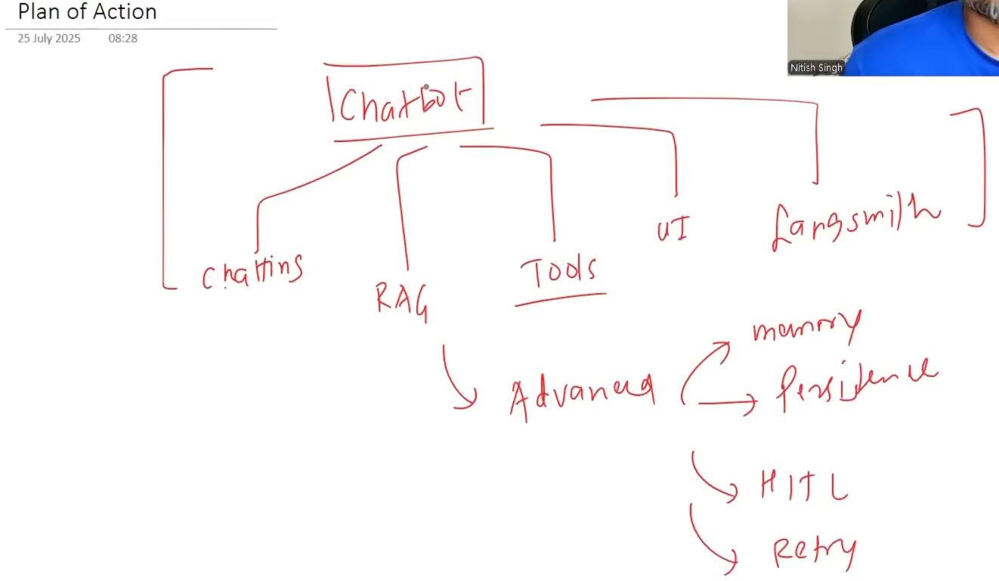 Plan of Action
25 July 2025 08:28
Nitish Singh
Chatbot
UI
Langsmith
Chatting
RAG
Tools
memory
Advanced
Persistence
HITL
Retry